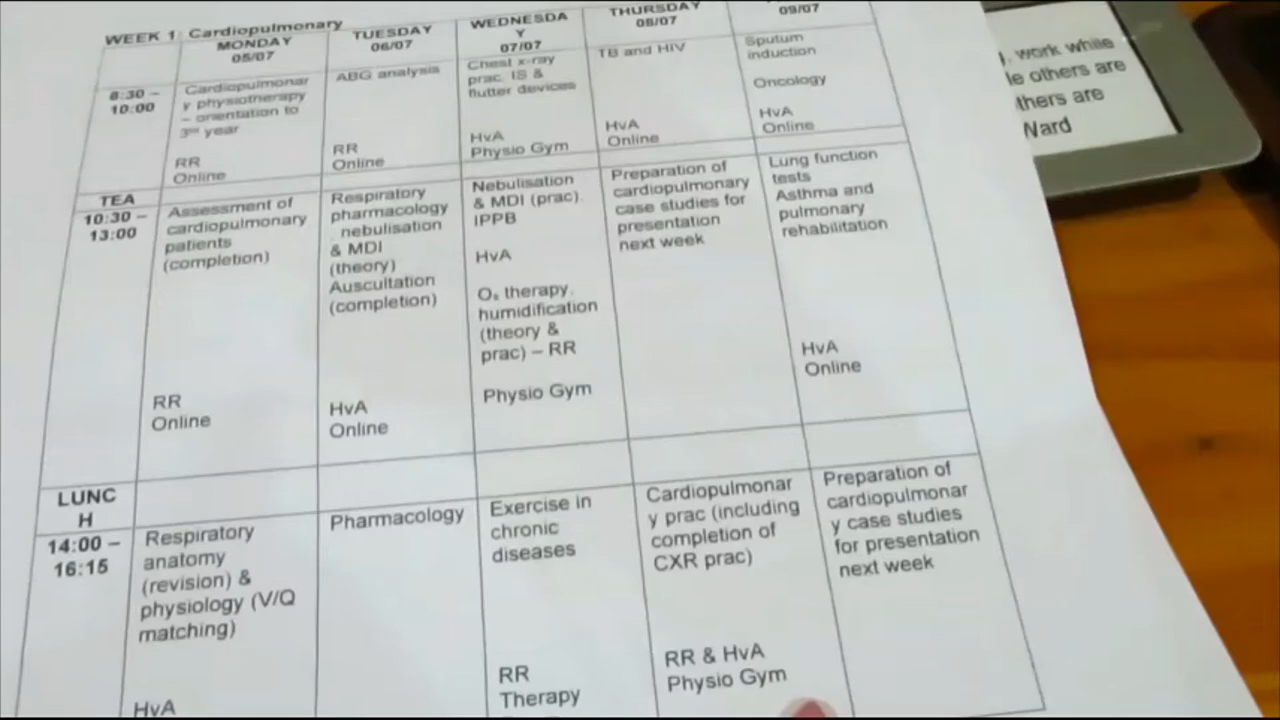 WEEK 1 Cardiopulmonary
MONDAY
05/07
TUESDAY
06/07
WEDNESDA
Y
07/07
THURSDAY
08/07
09/07
8:30 –
10:00
Cardiopulmonar
y physiotherapy
– orientation to
3rd year
RR
Online
ABG analysis
RR
Online
Chest x-ray
prac. IS &
flutter devices
HvA
Physio Gym
TB and HIV
HvA
Online
Sputum
induction
Oncology
HvA
Online
TEA
10:30 –
13:00
Assessment of
cardiopulmonary
patients
(completion)
RR
Online
Respiratory
pharmacology
nebulisation
& MDI
(theory)
Auscultation
(completion)
HvA
Online
Nebulisation
& MDI (prac).
IPPB
HvA
O₂ therapy.
humidification
(theory &
prac) – RR
Physio Gym
Preparation of
cardiopulmonary
case studies for
presentation
next week
Lung function
tests
Asthma and
pulmonary
rehabilitation
HvA
Online
LUNC
H
14:00 –
16:15
Respiratory
anatomy
(revision) &
physiology (V/Q
matching)
HvA
Pharmacology
Exercise in
chronic
diseases
RR
Therapy
Cardiopulmonar
y prac (including
completion of
CXR prac)
RR & HvA
Physio Gym
Preparation of
cardiopulmonar
y case studies
for presentation
next week
, work while
le others are
thers are
Ward